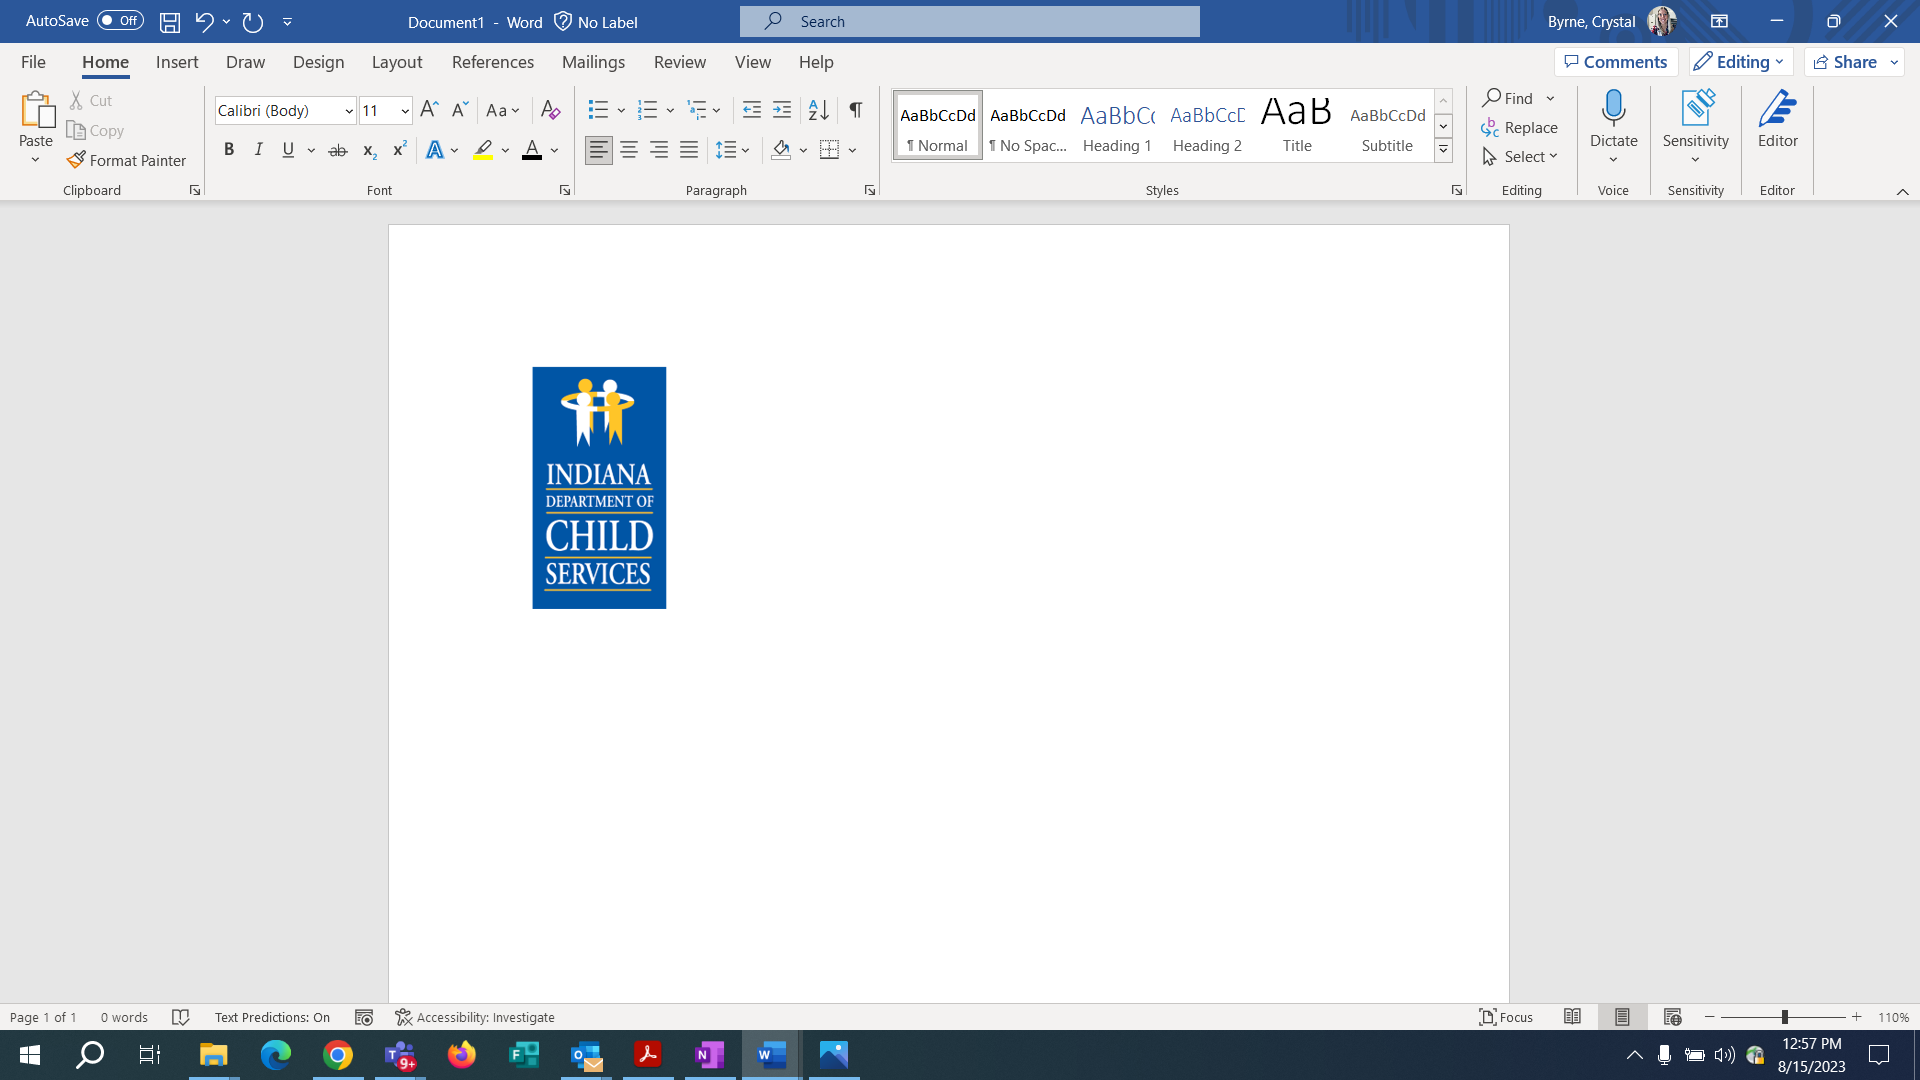 AutoSave Off Document1 - Word No Label Search Byrne, Crystal
File Home Insert Draw Design Layout References Mailings Review View Help Comments Editing Share
Paste
Cut
Copy
Format Painter
Clipboard
Calibri (Body) 11
Font
Paragraph
AaBbCcDd AaBbCcDd AaBbCc AaBbCcD AaB AaBbCcDd
¶ Normal ¶ No Spac... Heading 1 Heading 2 Title Subtitle
Styles
Find
Replace
Select
Editing
Dictate
Voice
Sensitivity
Sensitivity
Editor
Editor
INDIANA
DEPARTMENT OF
CHILD
SERVICES
Page 1 of 1 0 words Text Predictions: On Accessibility: Investigate Focus 110%
9+
12:57 PM
8/15/2023